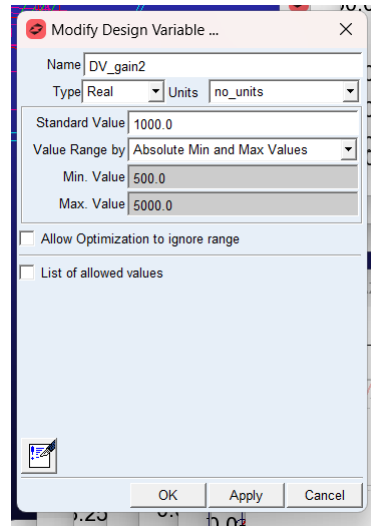 Modify Design Variable ...
Name DV_gain2
Type Real Units no_units
Standard Value 1000.0
Value Range by Absolute Min and Max Values
Min. Value 500.0
Max. Value 5000.0
Allow Optimization to ignore range
List of allowed values
OK Apply Cancel